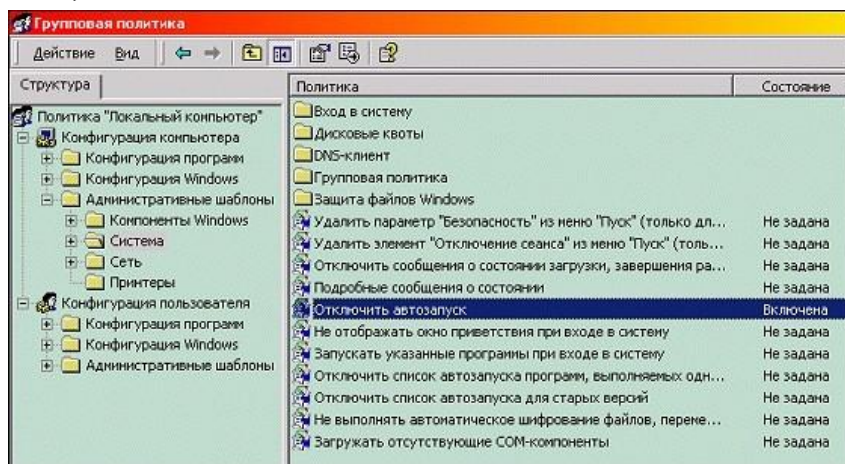 Групповая политика
Действие Вид
Структура
Политика "Локальный компьютер"
Конфигурация компьютера
Конфигурация программ
Конфигурация Windows
Административные шаблоны
Компоненты Windows
Система
Сеть
Принтеры
Конфигурация пользователя
Конфигурация программ
Конфигурация Windows
Административные шаблоны
Политика Состояние
Вход в систему
Дисковые квоты
DNS-клиент
Групповая политика
Защита файлов Windows
Удалить параметр "Безопасность" из меню "Пуск" (только дл... Не задана
Удалить элемент "Отключение сеанса" из меню "Пуск" (толь... Не задана
Отключить сообщения о состоянии загрузки, завершения ра... Не задана
Подробные сообщения о состоянии Не задана
Отключить автозапуск Включена
Не отображать окно приветствия при входе в систему Не задана
Запускать указанные программы при входе в систему Не задана
Отключить список автозапуска программ, выполняемых одн... Не задана
Отключить список автозапуска для старых версий Не задана
Не выполнять автоматическое шифрование файлов, переме... Не задана
Загружать отсутствующие COM-компоненты Не задана